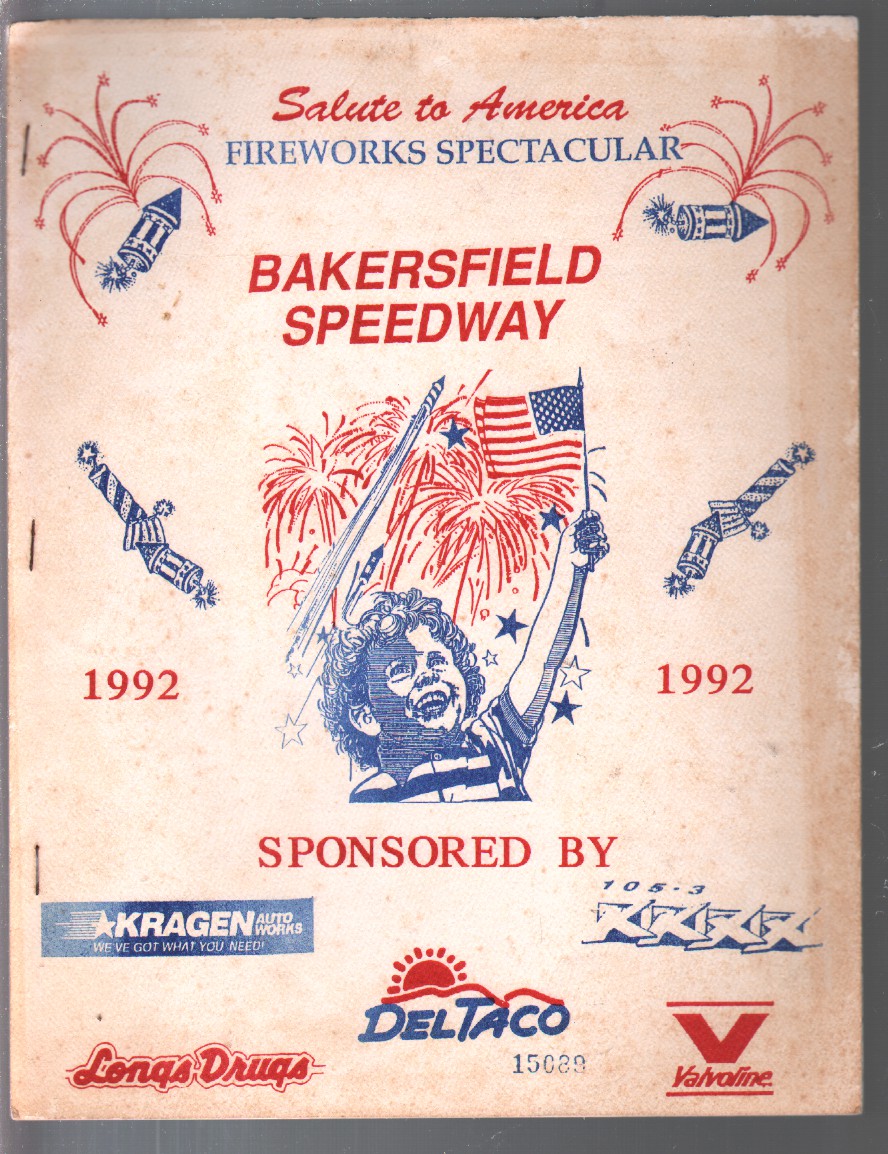 Salute to America
FIREWORKS SPECTACULAR
BAKERSFIELD
SPEEDWAY
1992
1992
SPONSORED BY
KRAGEN AUTO WORKS
WE'VE GOT WHAT YOU NEED!
105·3
DEL TACO
15089
Longs Drugs
Valvoline